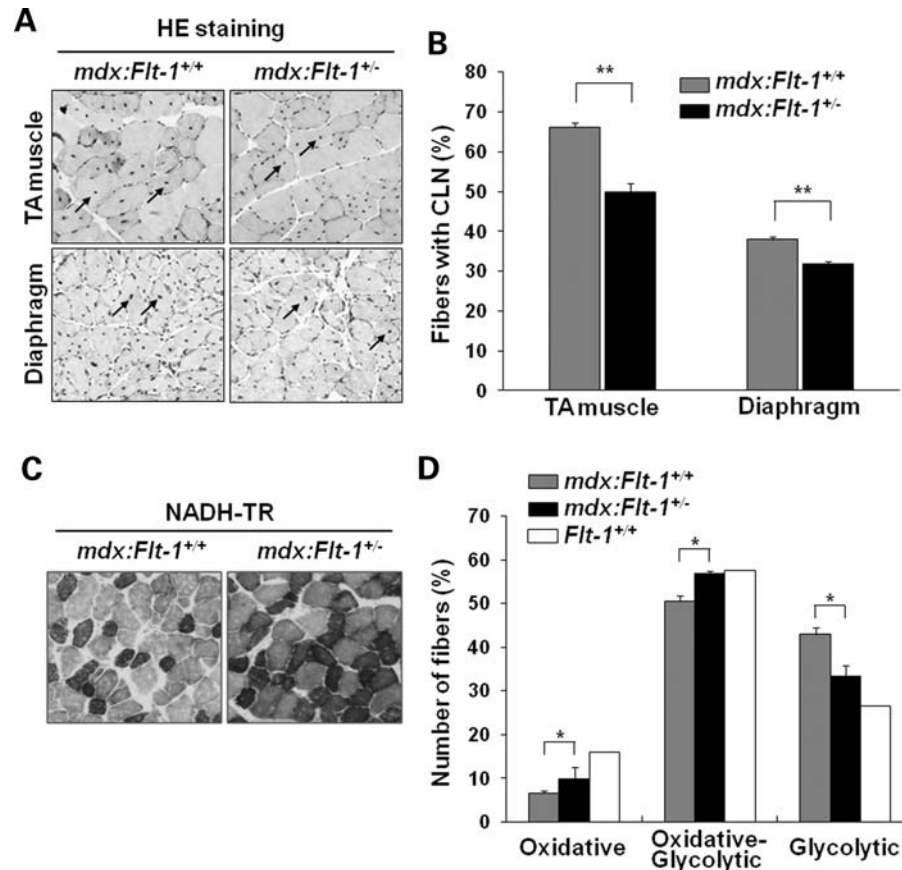 A
HE staining
mdx:Flt-1+/+
mdx:Flt-1+/-
TA muscle
Diaphragm
B
Fibers with CLN (%)
80
70
60
50
40
30
20
10
0
**
**
mdx:Flt-1+/+
mdx:Flt-1+/-
TA muscle
Diaphragm
C
NADH-TR
mdx:Flt-1+/+
mdx:Flt-1+/-
D
mdx:Flt-1+/+
mdx:Flt-1+/-
Flt-1+/+
Number of fibers (%)
70
60
50
40
30
20
10
0
*
*
*
Oxidative
Oxidative-
Glycolytic
Glycolytic